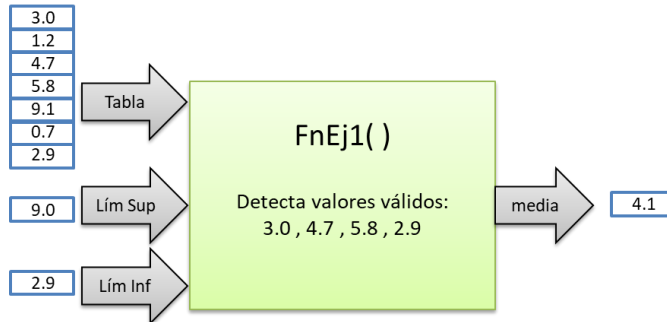 3.0
1.2
4.7
5.8
9.1
0.7
2.9
Tabla
9.0
Lím Sup
2.9
Lím Inf
FnEj1( )
Detecta valores válidos:
3.0 , 4.7 , 5.8 , 2.9
media
4.1